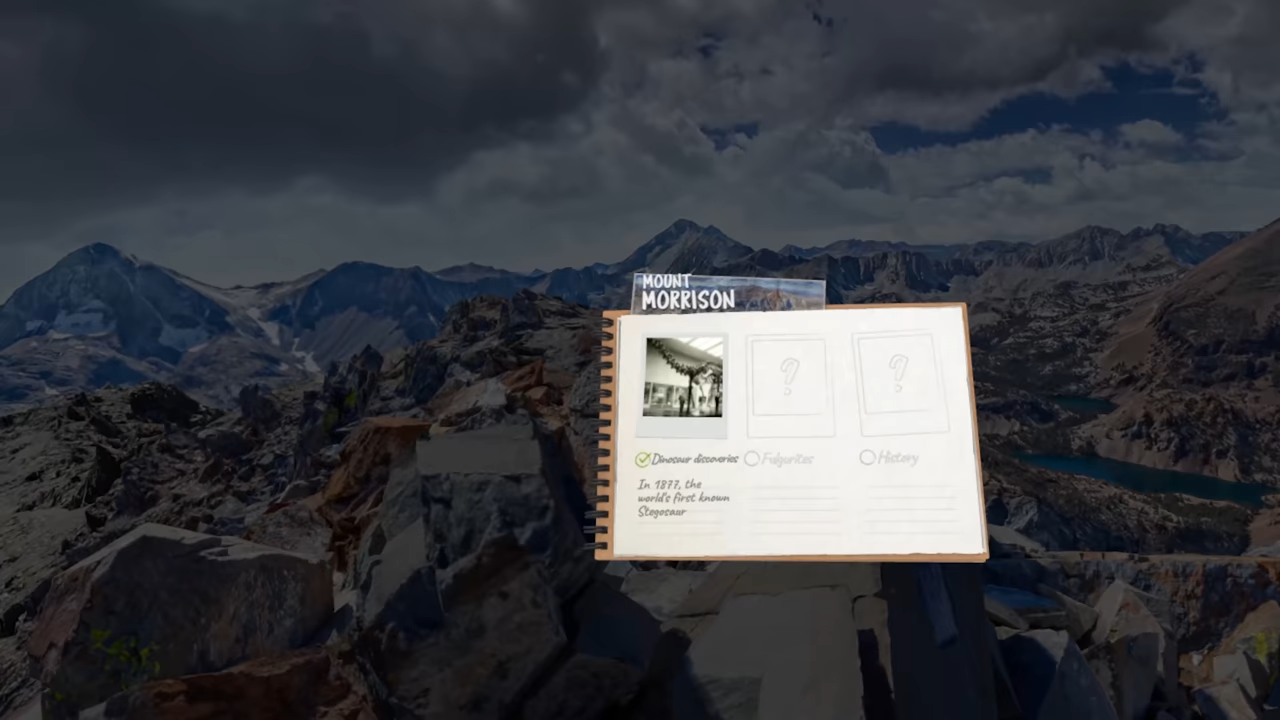 MOUNT
MORRISON
Dinosaur discoveries
Fulgurites
History
In 1877, the
world's first known
Stegosaur